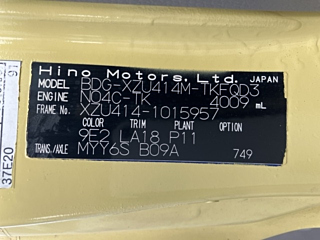 Hino Motors, Ltd. JAPAN
MODEL BDG-XZU414M-TKFQD3
ENGINE N04C-TK 4009 mL
FRAME No. XZU414-1015957
COLOR TRIM PLANT OPTION
9E2 LA18 P11
TRANS./AXLE MYY6S B09A 749
37E20